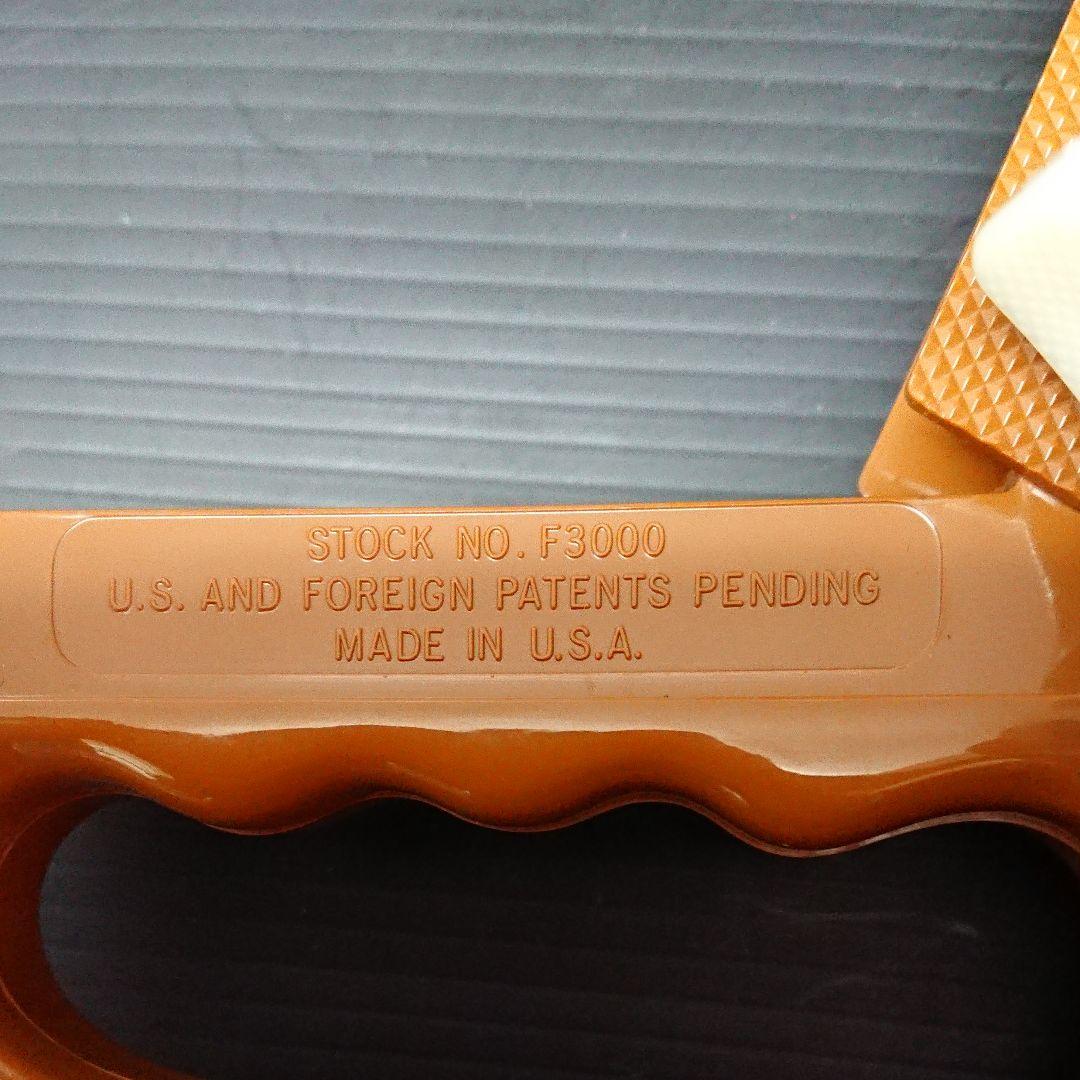 STOCK NO. F3000
U.S. AND FOREIGN PATENTS PENDING
MADE IN U.S.A.